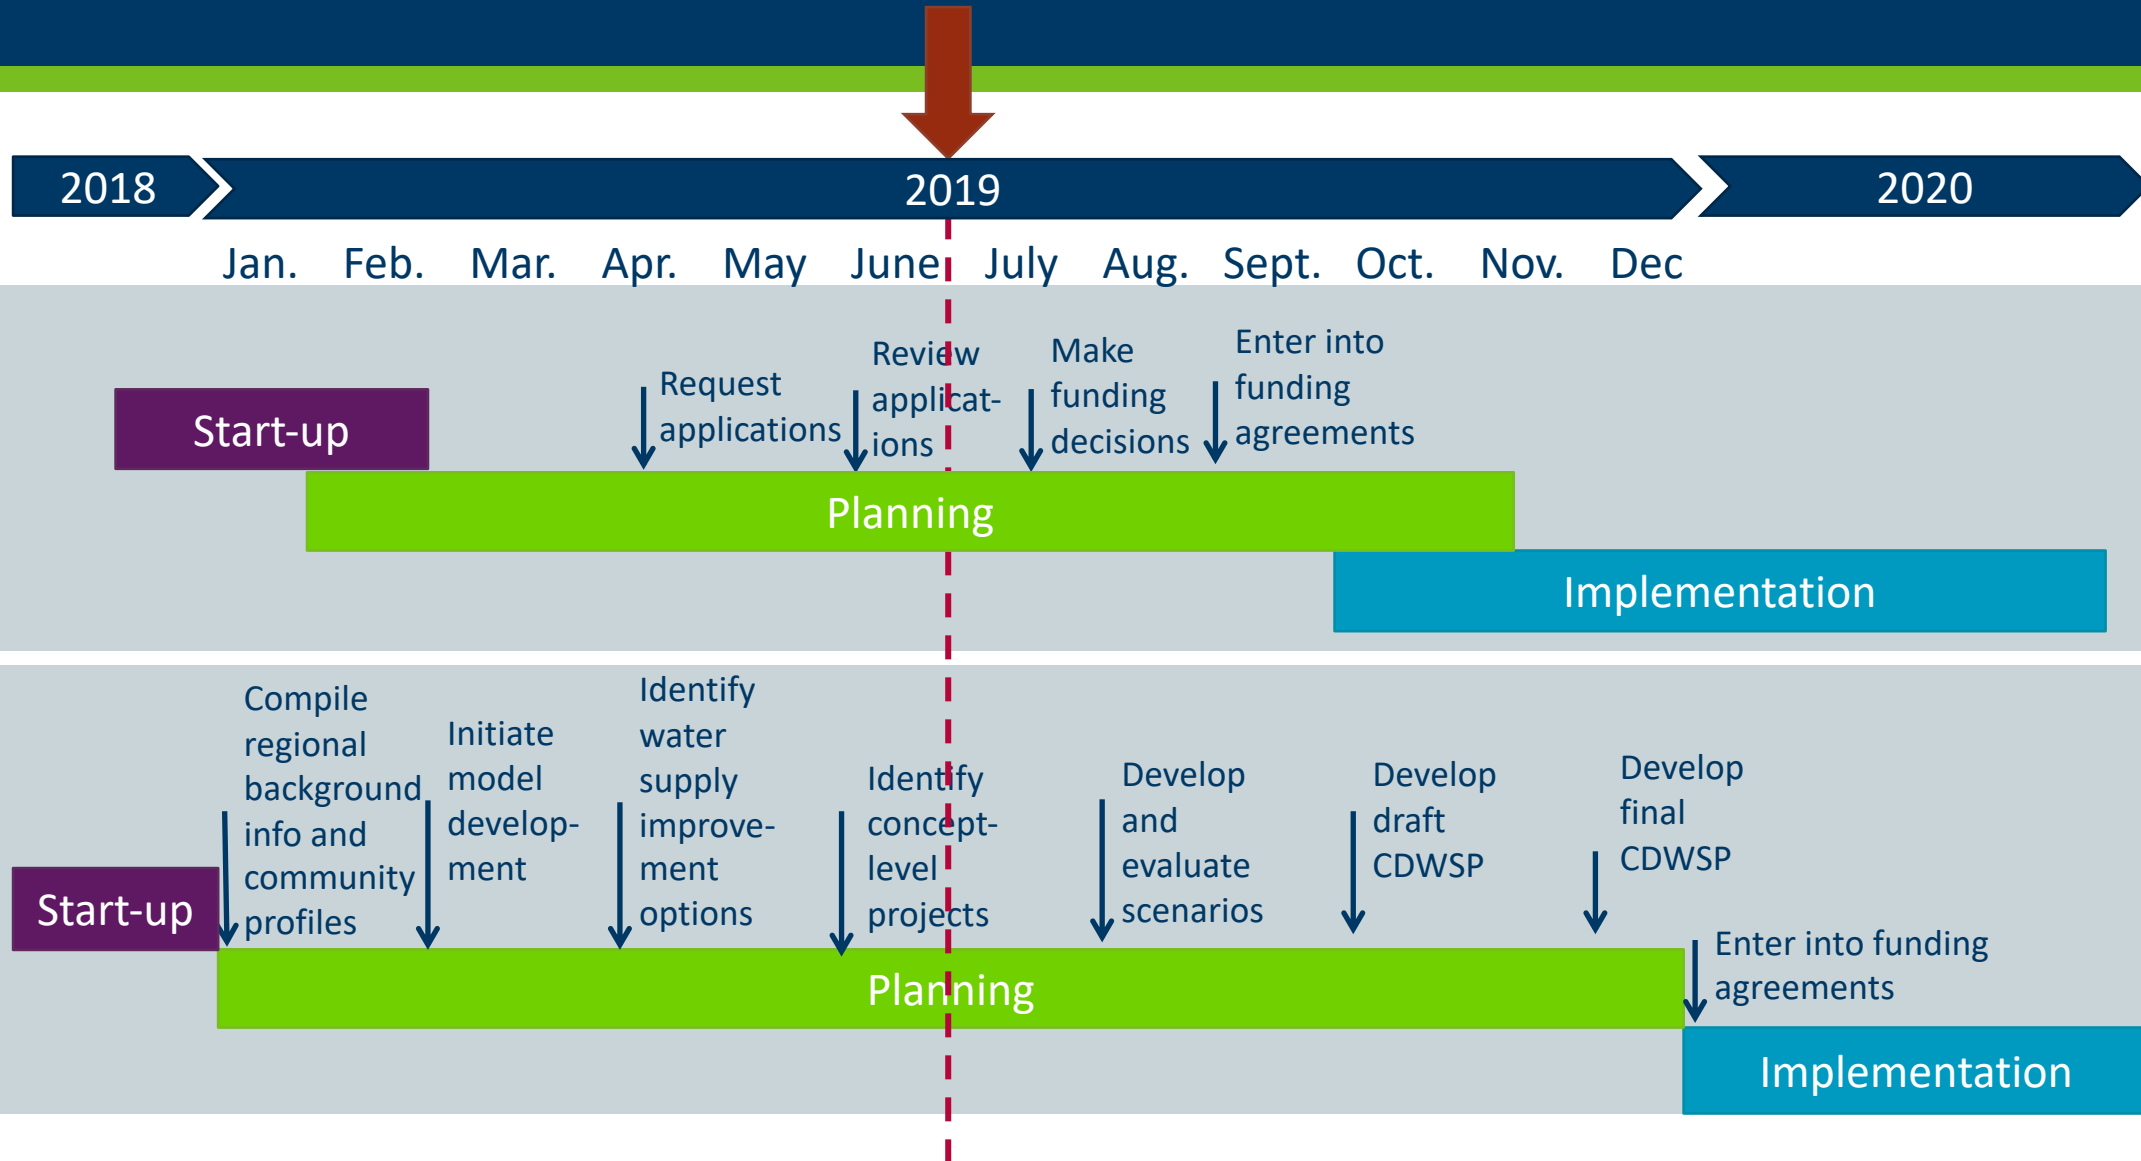 2018
2019
2020
Jan.
Feb.
Mar.
Apr.
May
June
July
Aug.
Sept.
Oct.
Nov.
Dec
Start-up
Request
applications
Review
applicat-
ions
Make
funding
decisions
Enter into
funding
agreements
Planning
Implementation
Start-up
Compile
regional
background
info and
community
profiles
Initiate
model
develop-
ment
Identify
water
supply
improve-
ment
options
Identify
concept-
level
projects
Develop
and
evaluate
scenarios
Develop
draft
CDWSP
Develop
final
CDWSP
Enter into funding
agreements
Planning
Implementation